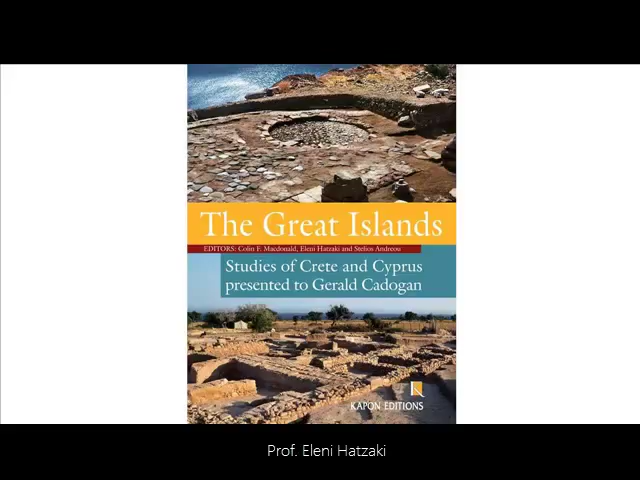 The Great Islands
EDITORS: Colin F. Macdonald, Eleni Hatzaki and Stelios Andreou
Studies of Crete and Cyprus
presented to Gerald Cadogan
KAPON EDITIONS
Prof. Eleni Hatzaki